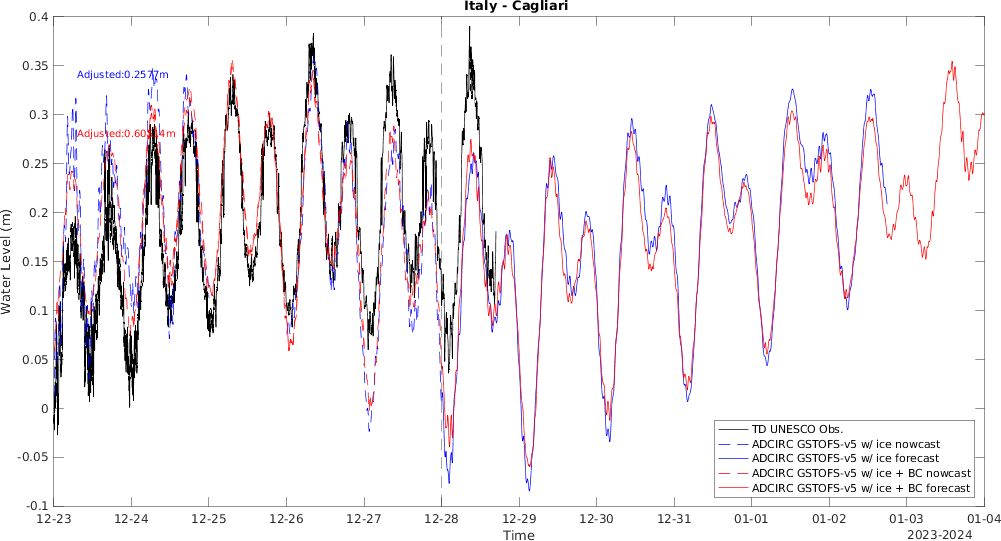 Italy - Cagliari
Water Level (m)
0.4
0.35
0.3
0.25
0.2
0.15
0.1
0.05
0
-0.05
-0.1
Adjusted:0.2577m
TD UNESCO Obs.
ADCIRC GSTOFS-v5 w/ ice nowcast
ADCIRC GSTOFS-v5 w/ ice forecast
ADCIRC GSTOFS-v5 w/ ice + BC nowcast
ADCIRC GSTOFS-v5 w/ ice + BC forecast
12-23 12-24 12-25 12-26 12-27 12-28 12-29 12-30 12-31 01-01 01-02 01-03 01-04
Time
2023-2024